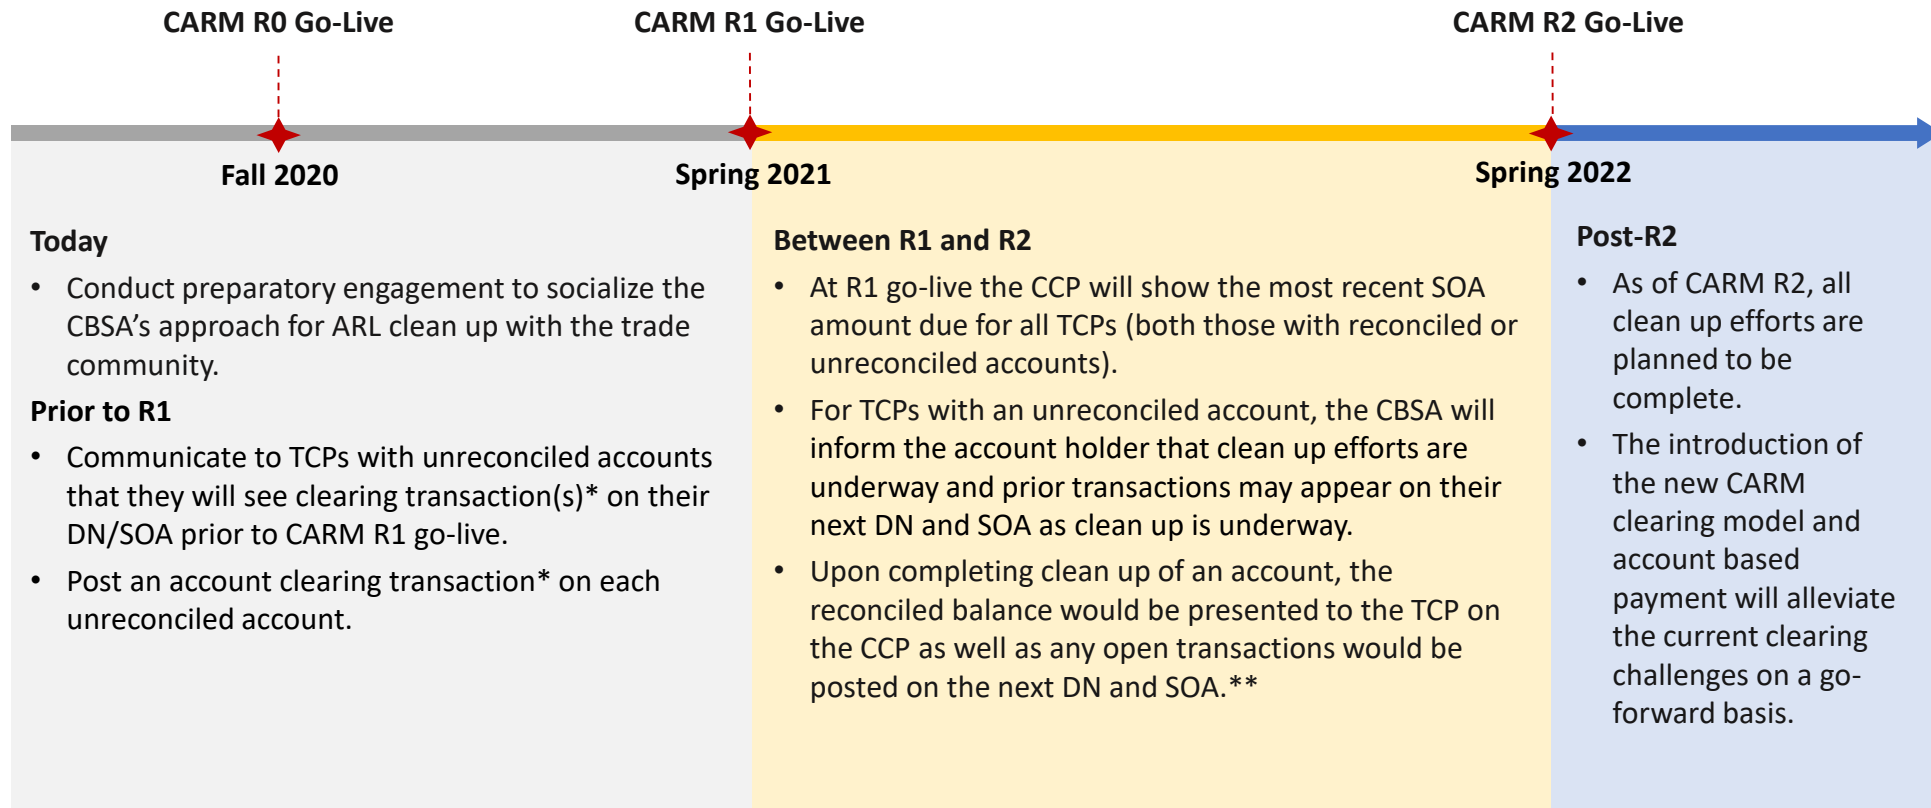 CARM R0 Go-Live
CARM R1 Go-Live
CARM R2 Go-Live
Fall 2020
Spring 2021
Spring 2022
Today
• Conduct preparatory engagement to socialize the
CBSA’s approach for ARL clean up with the trade
community.
Prior to R1
• Communicate to TCPs with unreconciled accounts
that they will see clearing transaction(s)* on their
DN/SOA prior to CARM R1 go-live.
• Post an account clearing transaction* on each
unreconciled account.
Between R1 and R2
• At R1 go-live the CCP will show the most recent SOA
amount due for all TCPs (both those with reconciled or
unreconciled accounts).
• For TCPs with an unreconciled account, the CBSA will
inform the account holder that clean up efforts are
underway and prior transactions may appear on their
next DN and SOA as clean up is underway.
• Upon completing clean up of an account, the
reconciled balance would be presented to the TCP on
the CCP as well as any open transactions would be
posted on the next DN and SOA.**
Post-R2
• As of CARM R2, all
clean up efforts are
planned to be
complete.
• The introduction of
the new CARM
clearing model and
account based
payment will alleviate
the current clearing
challenges on a go-
forward basis.